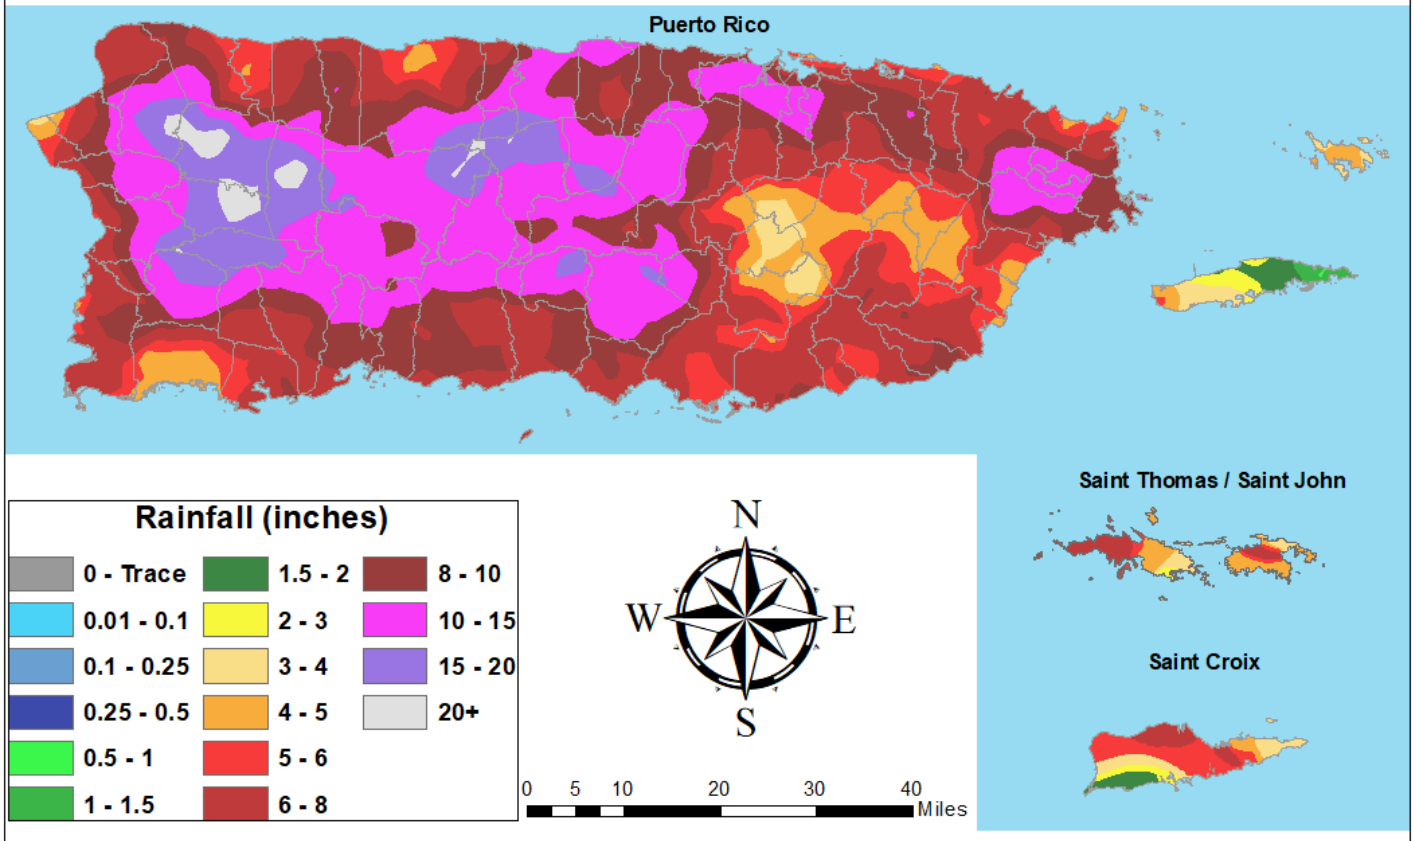 Puerto Rico
Saint Thomas / Saint John
Saint Croix
Rainfall (inches)
0 - Trace
0.01 - 0.1
0.1 - 0.25
0.25 - 0.5
0.5 - 1
1 - 1.5
1.5 - 2
2 - 3
3 - 4
4 - 5
5 - 6
6 - 8
8 - 10
10 - 15
15 - 20
20+
N
W E
S
0 5 10 20 30 40
Miles